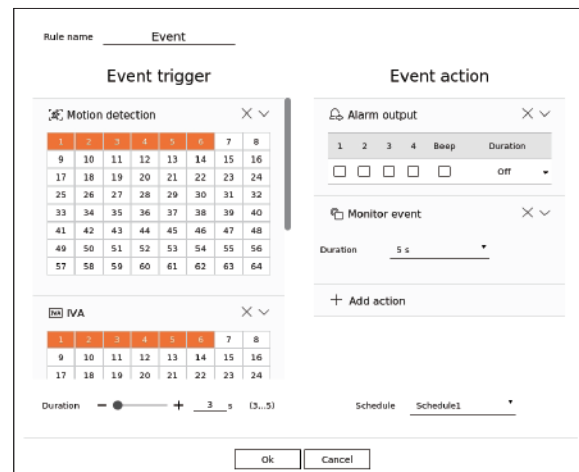 Rule name Event
Event trigger
Event action
Motion detection
1 2 3 4 5 6 7 8
9 10 11 12 13 14 15 16
17 18 19 20 21 22 23 24
25 26 27 28 29 30 31 32
33 34 35 36 37 38 39 40
41 42 43 44 45 46 47 48
49 50 51 52 53 54 55 56
57 58 59 60 61 62 63 64
IVA IVA
1 2 3 4 5 6 7 8
9 10 11 12 13 14 15 16
17 18 19 20 21 22 23 24
Alarm output
1 2 3 4 Beep Duration
Off
Monitor event
Duration 5 s
+ Add action
Duration − + 3 s (3...5)
Schedule Schedule1
Ok Cancel